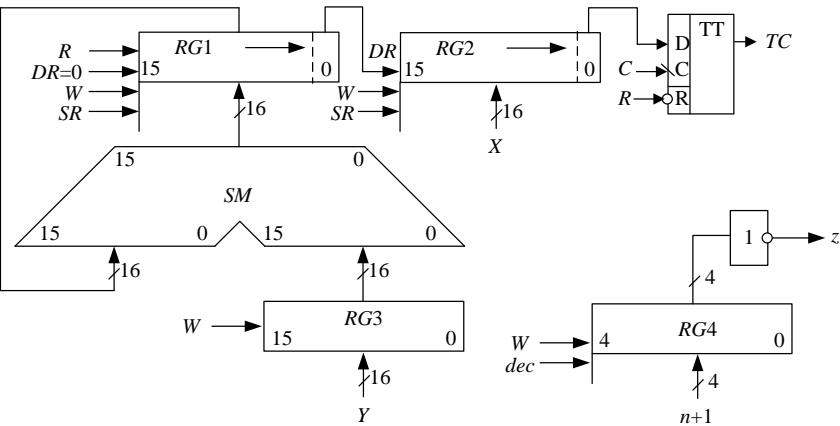 R
DR=0
W
SR
RG1
15
0
16
DR
W
SR
RG2
15
0
16
X
C
R
D
C
R
TT
TC
15
0
SM
15
0
15
0
16
16
W
RG3
15
0
16
Y
1
z
4
W
dec
RG4
4
0
4
n+1